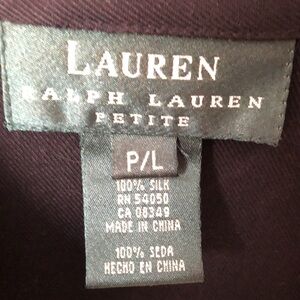 LAUREN
RALPH LAUREN
PETITE
P/L
100% SILK
RN 54050
CA 08349
MADE IN CHINA
100% SEDA
HECHO EN CHINA